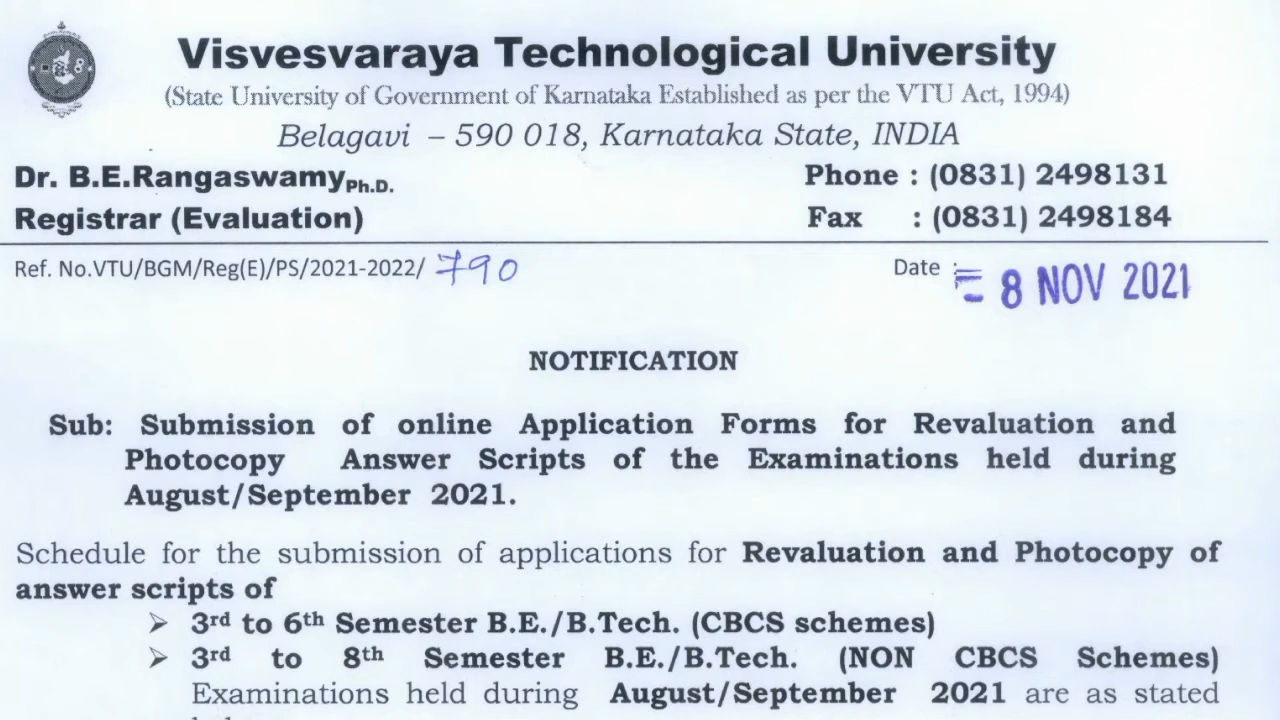 Visvesvaraya Technological University
(State University of Government of Karnataka Established as per the VTU Act, 1994)
Belagavi – 590 018, Karnataka State, INDIA
Dr. B.E.Rangaswamy Ph.D. Phone : (0831) 2498131
Registrar (Evaluation) Fax : (0831) 2498184
Ref. No.VTU/BGM/Reg(E)/PS/2021-2022/ 790 Date : = 8 NOV 2021
NOTIFICATION
Sub: Submission of online Application Forms for Revaluation and
Photocopy Answer Scripts of the Examinations held during
August/September 2021.
Schedule for the submission of applications for Revaluation and Photocopy of
answer scripts of
➢ 3rd to 6th Semester B.E./B.Tech. (CBCS schemes)
➢ 3rd to 8th Semester B.E./B.Tech. (NON CBCS Schemes)
Examinations held during August/September 2021 are as stated